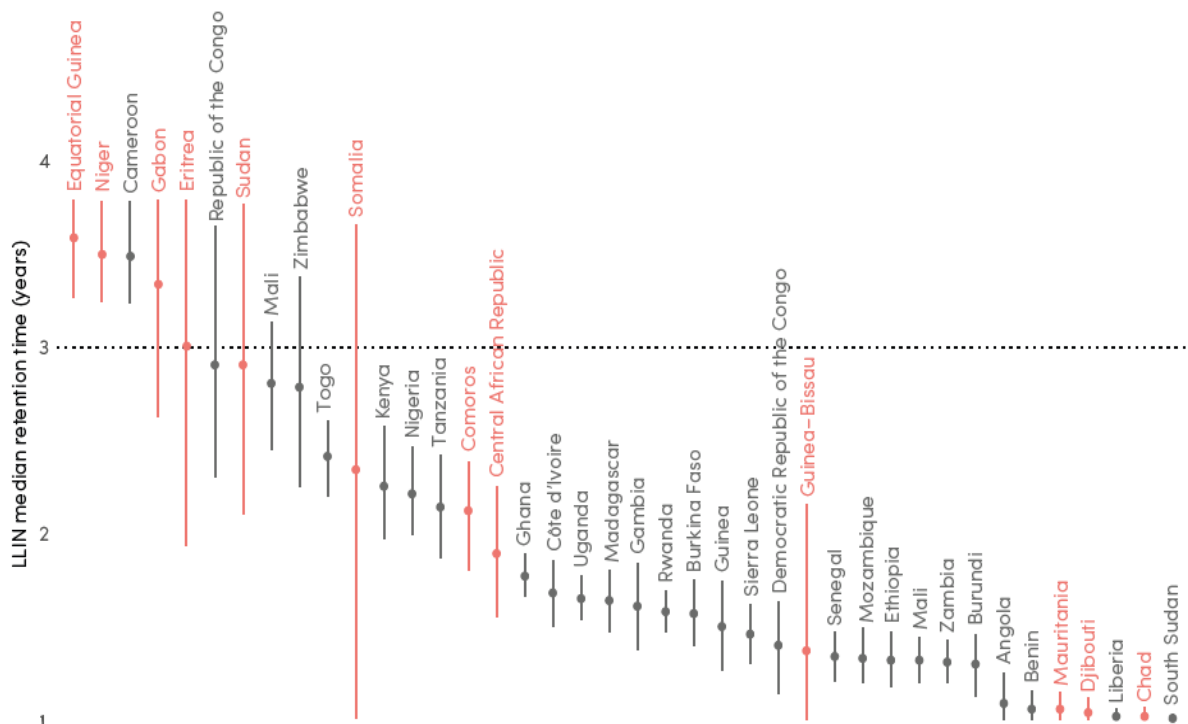 LLIN median retention time (years)
4
3
2
1
Equatorial Guinea
Niger
Cameroon
Gabon
Eritrea
Republic of the Congo
Sudan
Mali
Zimbabwe
Togo
Somalia
Kenya
Nigeria
Tanzania
Comoros
Central African Republic
Ghana
Côte d'Ivoire
Uganda
Madagascar
Gambia
Rwanda
Burkina Faso
Guinea
Sierra Leone
Democratic Republic of the Congo
Guinea–Bissau
Senegal
Mozambique
Ethiopia
Mali
Zambia
Burundi
Angola
Benin
Mauritania
Djibouti
Liberia
Chad
South Sudan